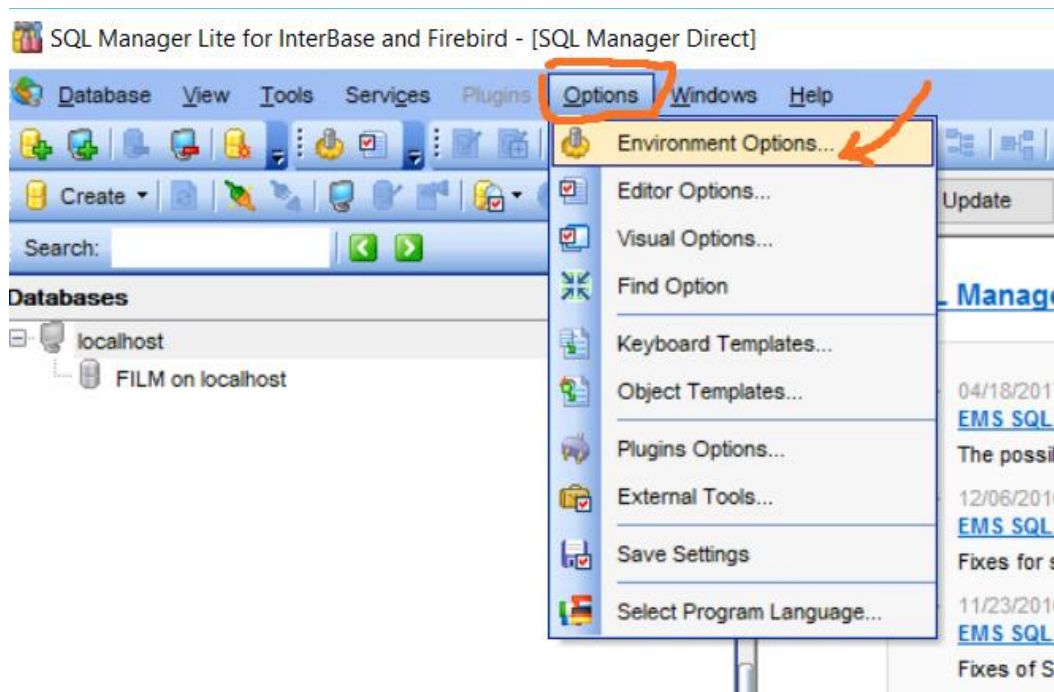 SQL Manager Lite for InterBase and Firebird - [SQL Manager Direct]
Database View Tools Services Plugins Options Windows Help
Environment Options...
Editor Options...
Visual Options...
Find Option
Keyboard Templates...
Object Templates...
Plugins Options...
External Tools...
Save Settings
Select Program Language...
Create
Update
Search:
Databases
localhost
FILM on localhost
Manag
04/18/201
EMS SQL
The possi
12/06/201
EMS SQL
Fixes for s
11/23/201
EMS SQL
Fixes of S